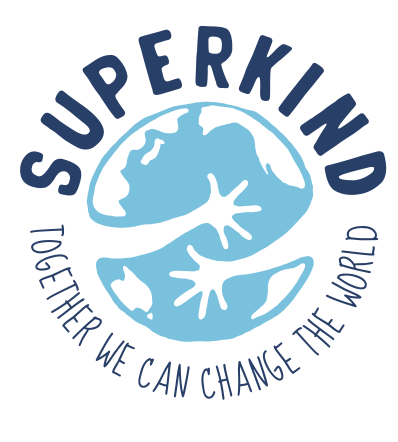 SUPERKIND
TOGETHER WE CAN CHANGE THE WORLD